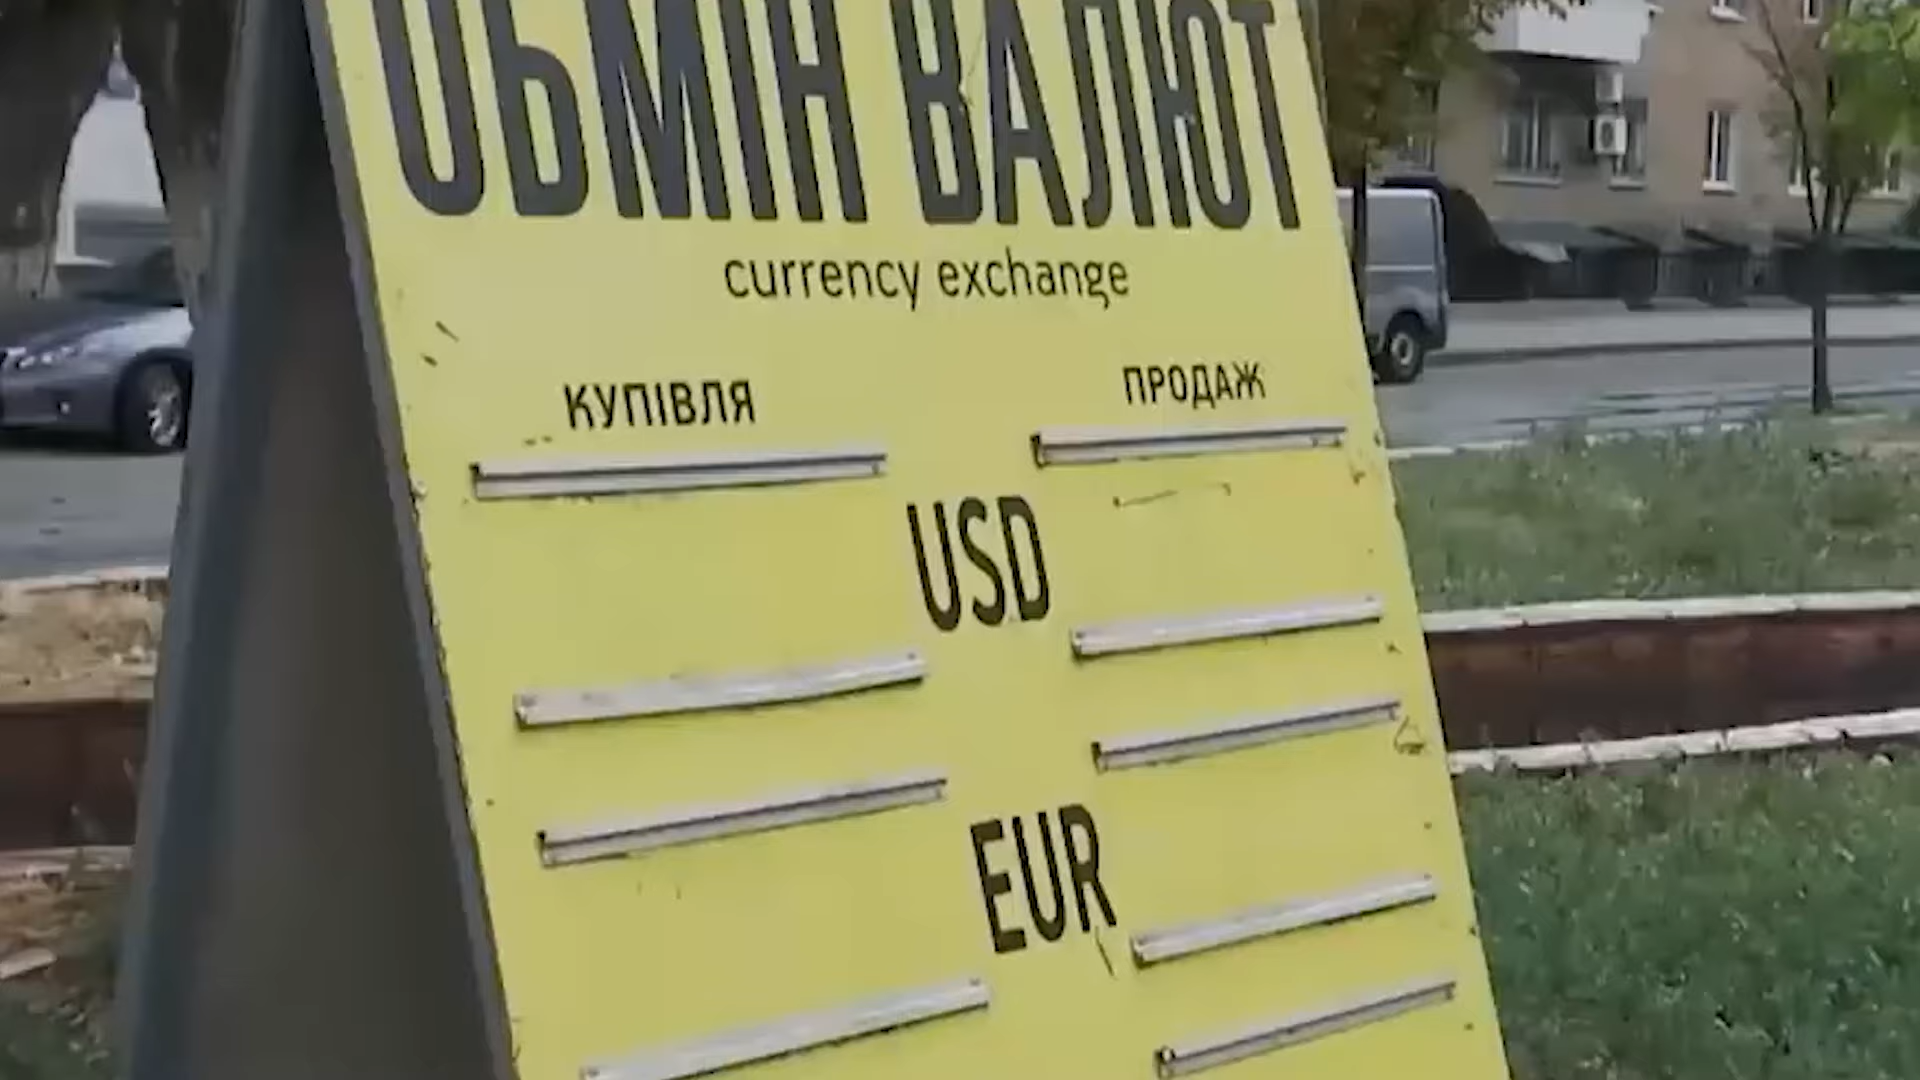 ОБМІН ВАЛЮТ
currency exchange
КУПІВЛЯ ПРОДАЖ
USD
EUR